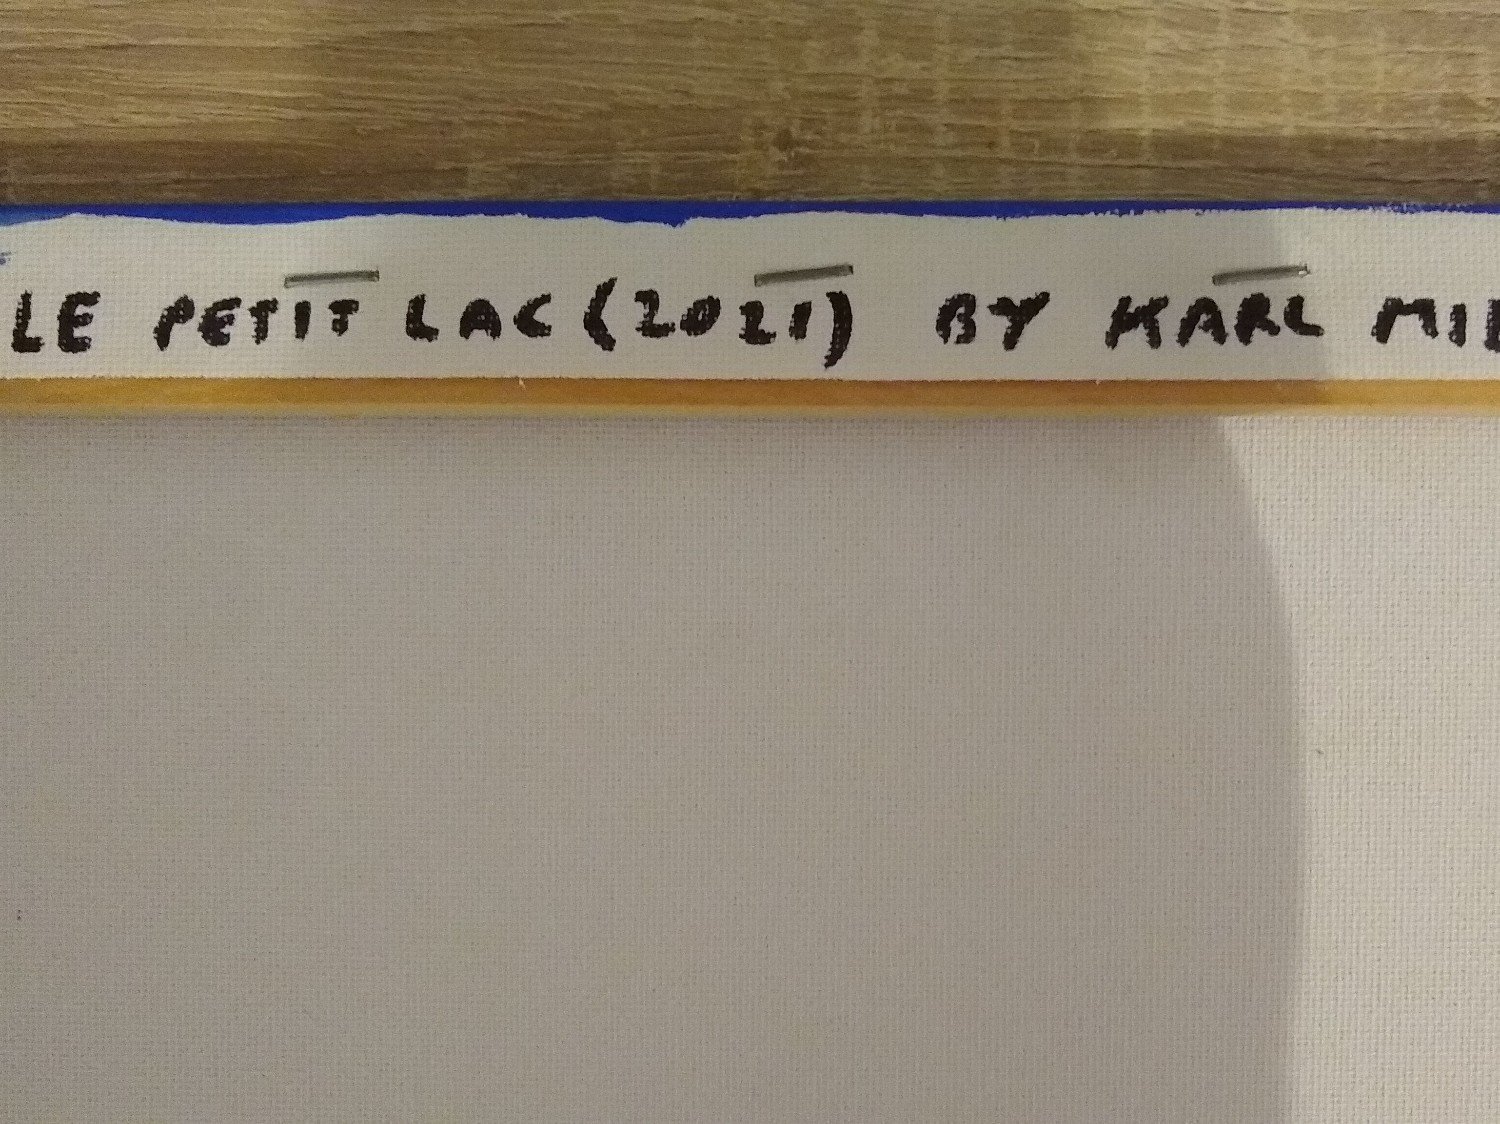 LE PETIT LAC (2021) BY KARL